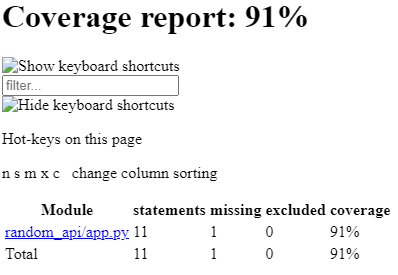 Coverage report: 91%
Show keyboard shortcuts
filter...
Hide keyboard shortcuts
Hot-keys on this page
n s m x c change column sorting
Module statements missing excluded coverage
random_api/app.py 11 1 0 91%
Total 11 1 0 91%